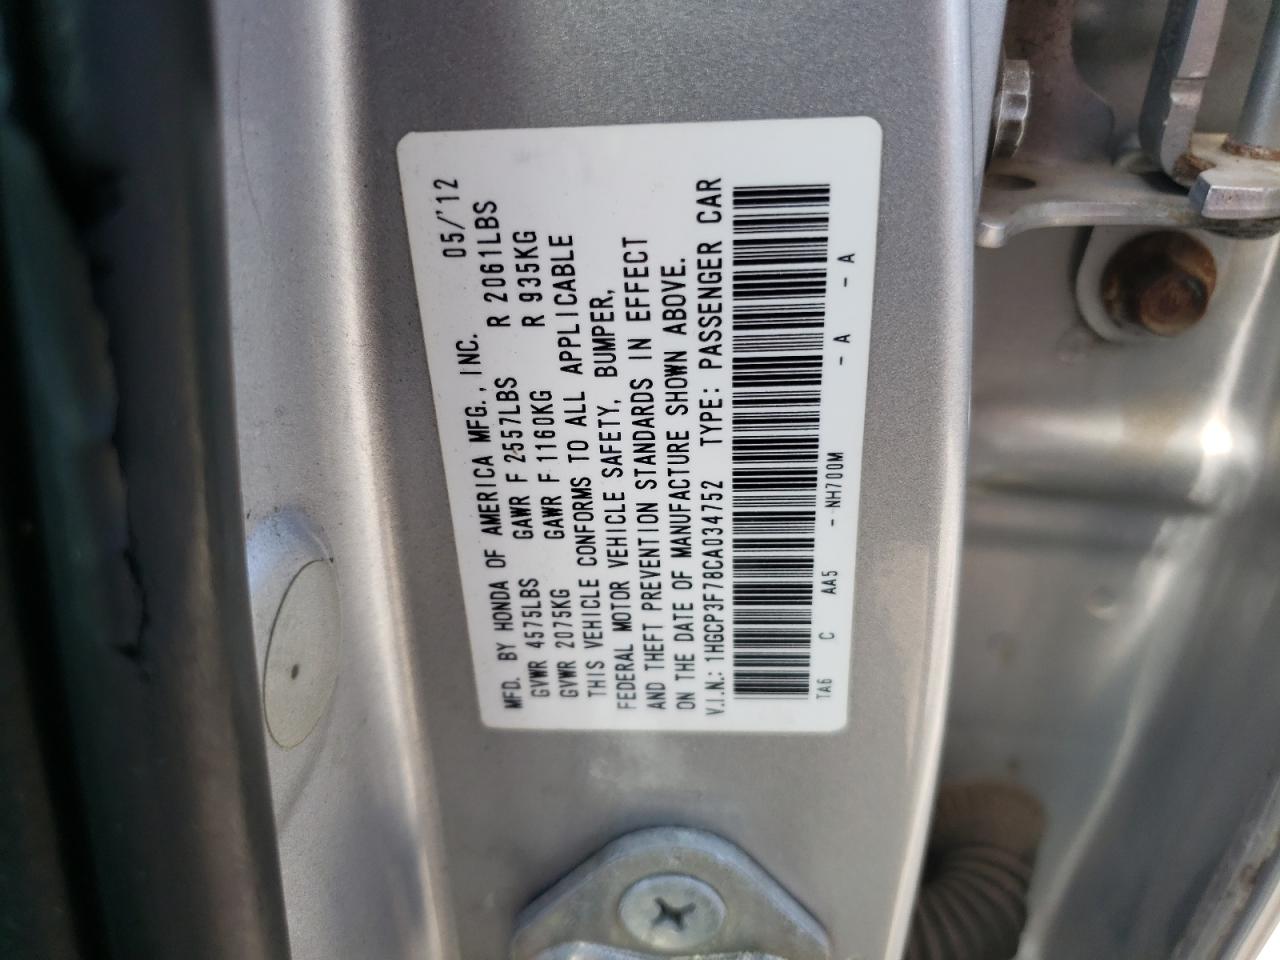 MFD. BY HONDA OF AMERICA MFG., INC. 05/'12
GVWR 4575LBS GAWR F 2557LBS R 2061LBS
GVWR 2075KG GAWR F 1160KG R 935KG
THIS VEHICLE CONFORMS TO ALL APPLICABLE
FEDERAL MOTOR VEHICLE SAFETY, BUMPER,
AND THEFT PREVENTION STANDARDS IN EFFECT
ON THE DATE OF MANUFACTURE SHOWN ABOVE.
V.I.N.: 1HGCP3F78CA034752 TYPE: PASSENGER CAR
TA6 C AA5 - NH700M - A - A